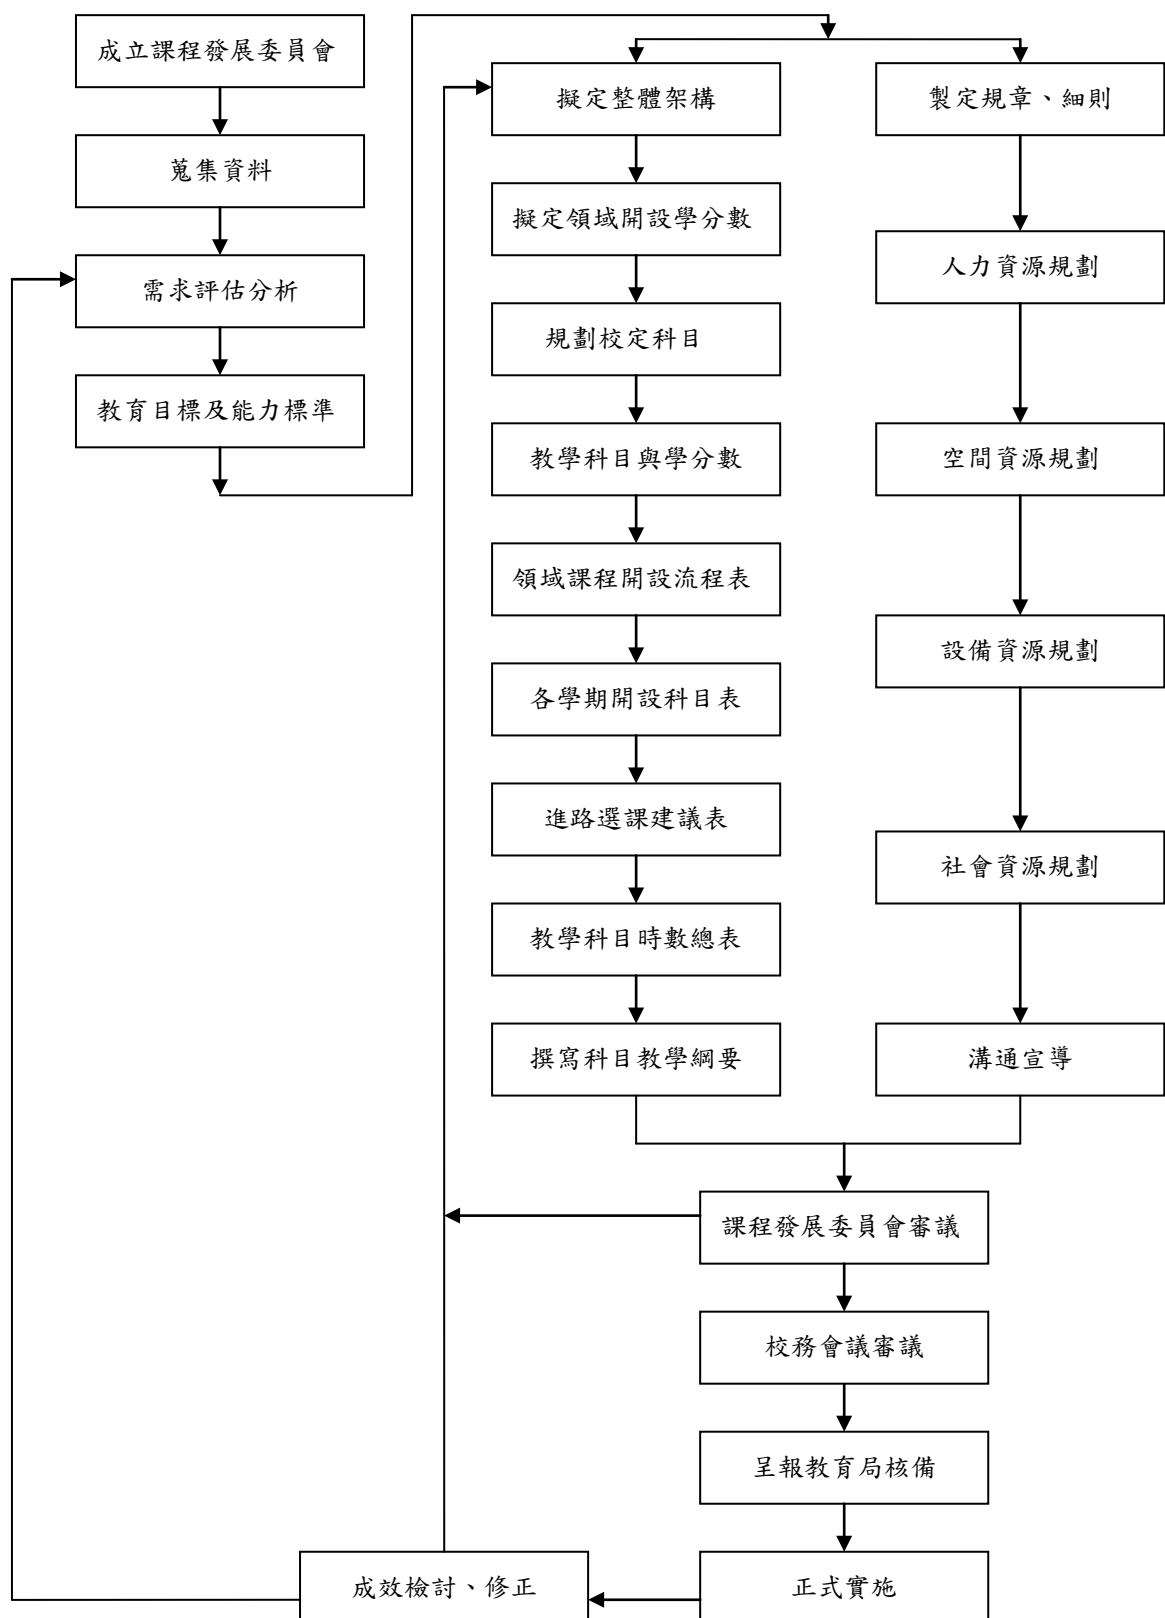 成立課程發展委員會
蒐集資料
需求評估分析
教育目標及能力標準
擬定整體架構
擬定領域開設學分數
規劃校定科目
教學科目與學分數
領域課程開設流程表
各學期開設科目表
進路選課建議表
教學科目時數總表
撰寫科目教學綱要
製定規章、細則
人力資源規劃
空間資源規劃
設備資源規劃
社會資源規劃
溝通宣導
課程發展委員會審議
校務會議審議
呈報教育局核備
正式實施
成效檢討、修正